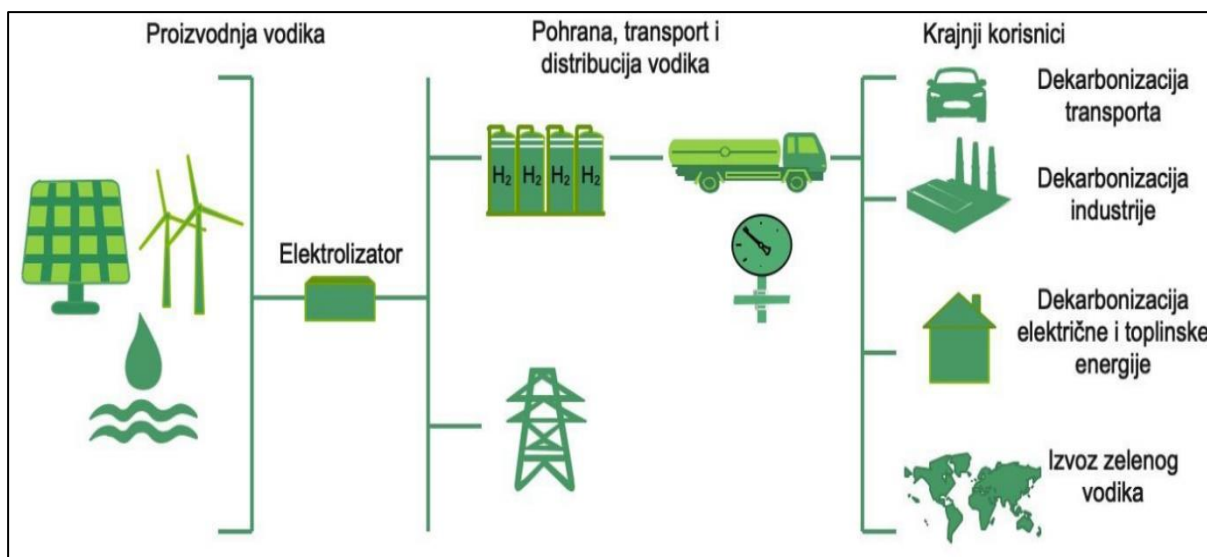 Proizvodnja vodika
Pohrana, transport i
distribucija vodika
Krajnji korisnici
Elektrolizator
H₂ H₂ H₂ H₂
Dekarbonizacija
transporta
Dekarbonizacija
industrije
Dekarbonizacija
električne i toplinske
energije
Izvoz zelenog
vodika